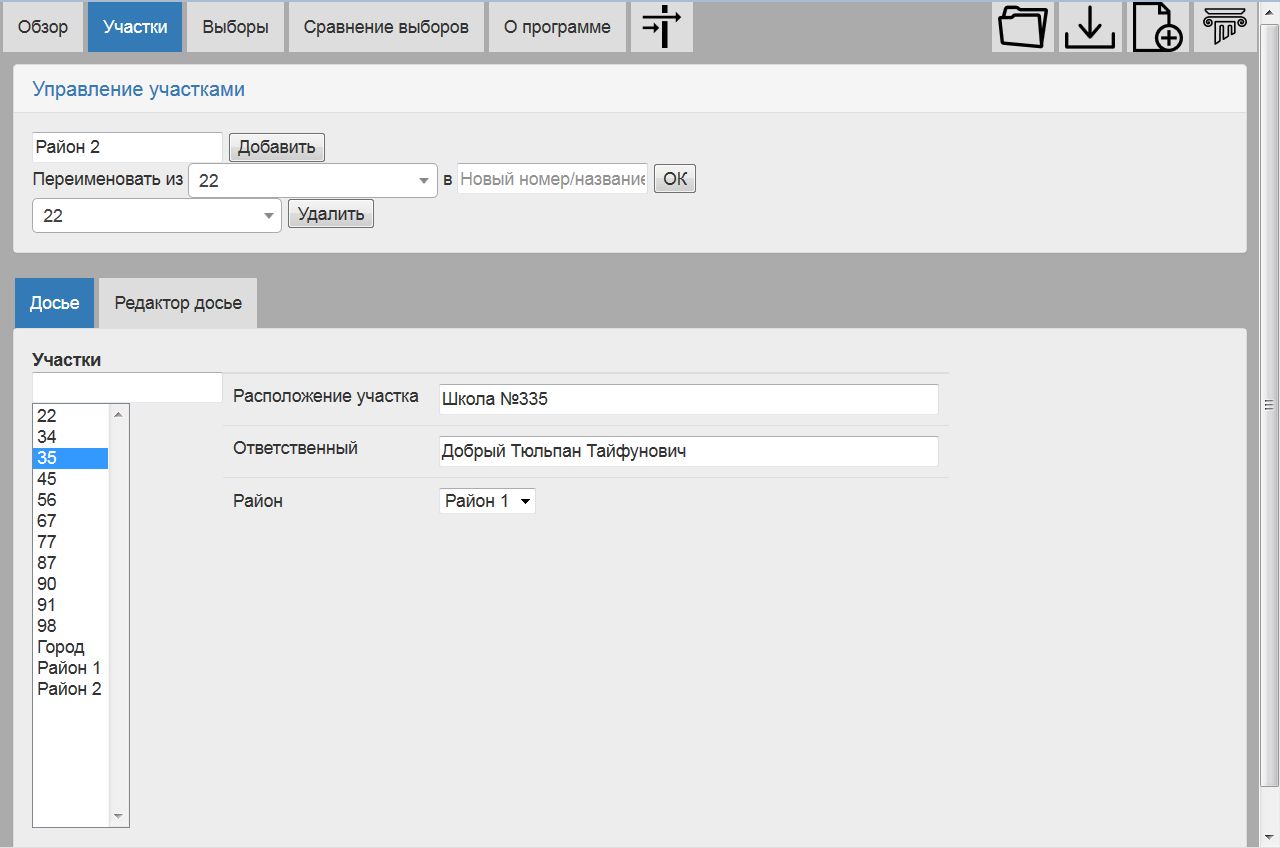 Обзор Участки Выборы Сравнение выборов О программе
Управление участками
Район 2 Добавить
Переименовать из 22 в Новый номер/название ОК
22 Удалить
Досье Редактор досье
Участки
Расположение участка Школа №335
Ответственный Добрый Тюльпан Тайфунович
Район Район 1
22
34
35
45
56
67
77
87
90
91
98
Город
Район 1
Район 2